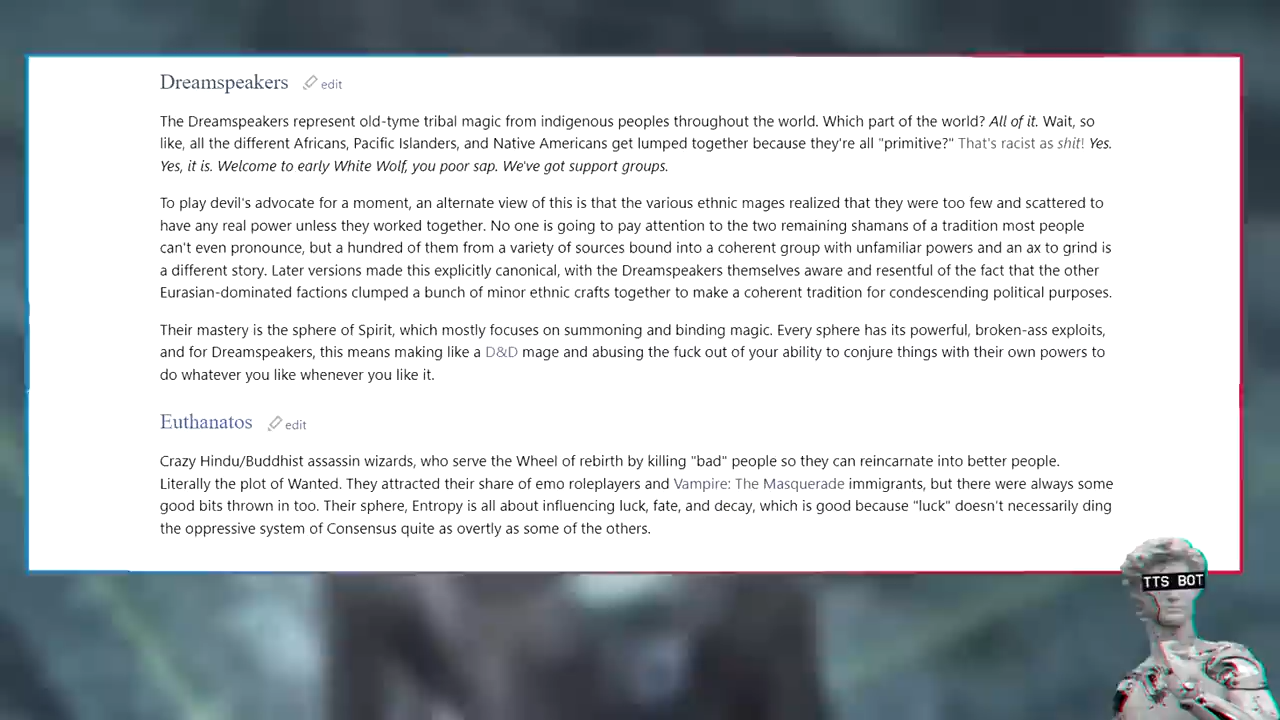 Dreamspeakers edit
The Dreamspeakers represent old-tyme tribal magic from indigenous peoples throughout the world. Which part of the world? All of it. Wait, so
like, all the different Africans, Pacific Islanders, and Native Americans get lumped together because they're all "primitive?" That's racist as shit! Yes.
Yes, it is. Welcome to early White Wolf, you poor sap. We've got support groups.
To play devil's advocate for a moment, an alternate view of this is that the various ethnic mages realized that they were too few and scattered to
have any real power unless they worked together. No one is going to pay attention to the two remaining shamans of a tradition most people
can't even pronounce, but a hundred of them from a variety of sources bound into a coherent group with unfamiliar powers and an ax to grind is
a different story. Later versions made this explicitly canonical, with the Dreamspeakers themselves aware and resentful of the fact that the other
Eurasian-dominated factions clumped a bunch of minor ethnic crafts together to make a coherent tradition for condescending political purposes.
Their mastery is the sphere of Spirit, which mostly focuses on summoning and binding magic. Every sphere has its powerful, broken-ass exploits,
and for Dreamspeakers, this means making like a D&D mage and abusing the fuck out of your ability to conjure things with their own powers to
do whatever you like whenever you like it.
Euthanatos edit
Crazy Hindu/Buddhist assassin wizards, who serve the Wheel of rebirth by killing "bad" people so they can reincarnate into better people.
Literally the plot of Wanted. They attracted their share of emo roleplayers and Vampire: The Masquerade immigrants, but there were always some
good bits thrown in too. Their sphere, Entropy is all about influencing luck, fate, and decay, which is good because "luck" doesn't necessarily ding
the oppressive system of Consensus quite as overtly as some of the others.
TTS BOT